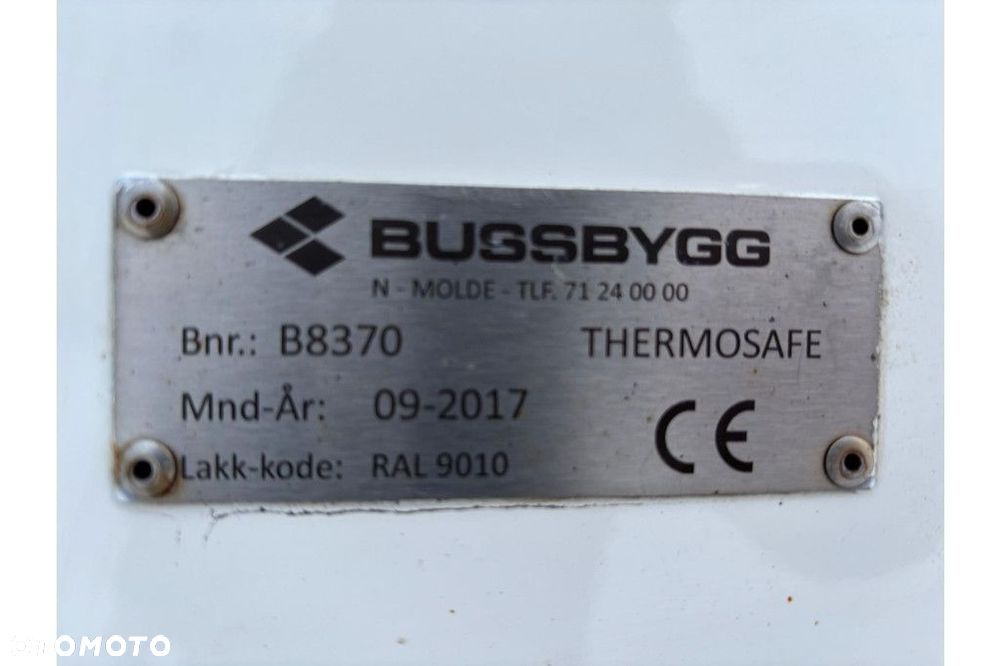 BUSSBYGG
N - MOLDE - TLF. 71 24 00 00
Bnr.: B8370 THERMOSAFE
Mnd-År: 09-2017
CE
Lakk-kode: RAL 9010
OTOMOTO